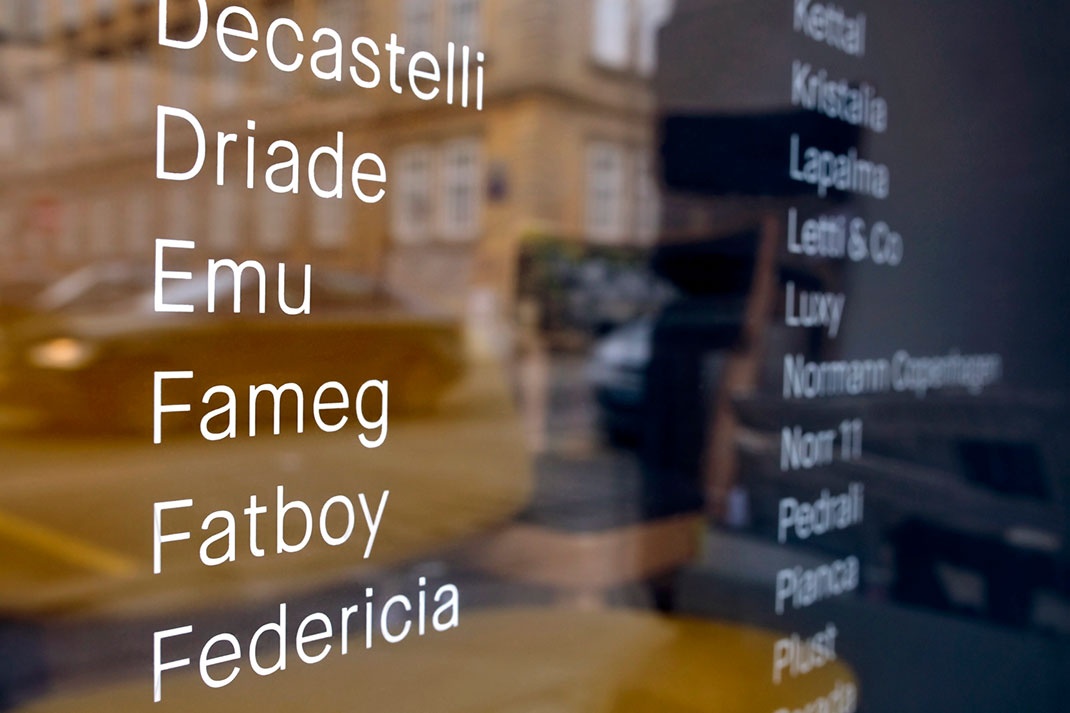 Decastelli
Driade
Emu
Fameg
Fatboy
Federicia
Kettal
Kristalia
Lapalma
Letti & Co
Luxy
Normann Copenhagen
Norr 11
Pedrali
Pianca
Plust